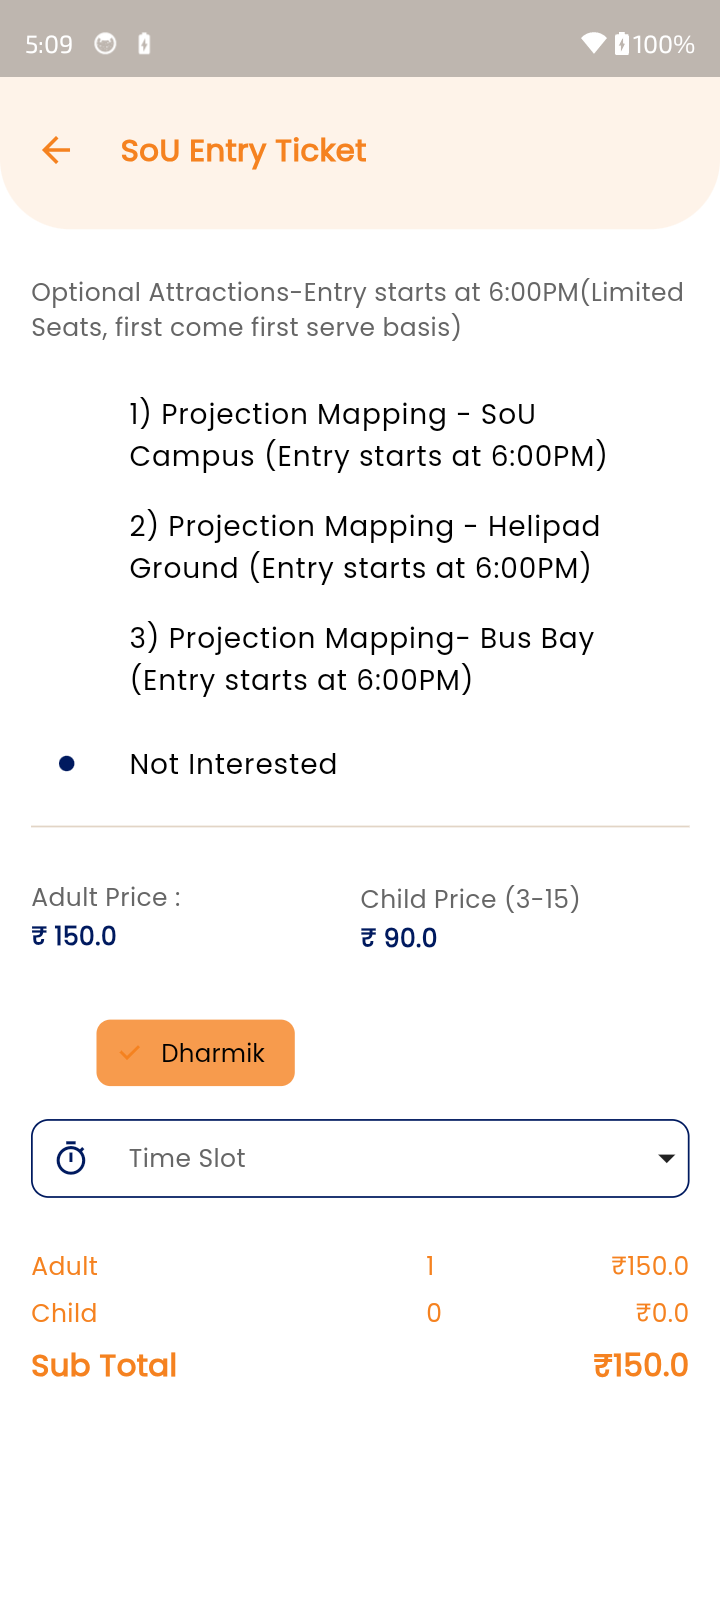 5:09 100%
SoU Entry Ticket
Optional Attractions-Entry starts at 6:00PM(Limited
Seats, first come first serve basis)
1) Projection Mapping - SoU
Campus (Entry starts at 6:00PM)
2) Projection Mapping - Helipad
Ground (Entry starts at 6:00PM)
3) Projection Mapping- Bus Bay
(Entry starts at 6:00PM)
Not Interested
Adult Price : Child Price (3-15)
₹ 150.0 ₹ 90.0
Dharmik
Time Slot
Adult 1 ₹150.0
Child 0 ₹0.0
Sub Total ₹150.0